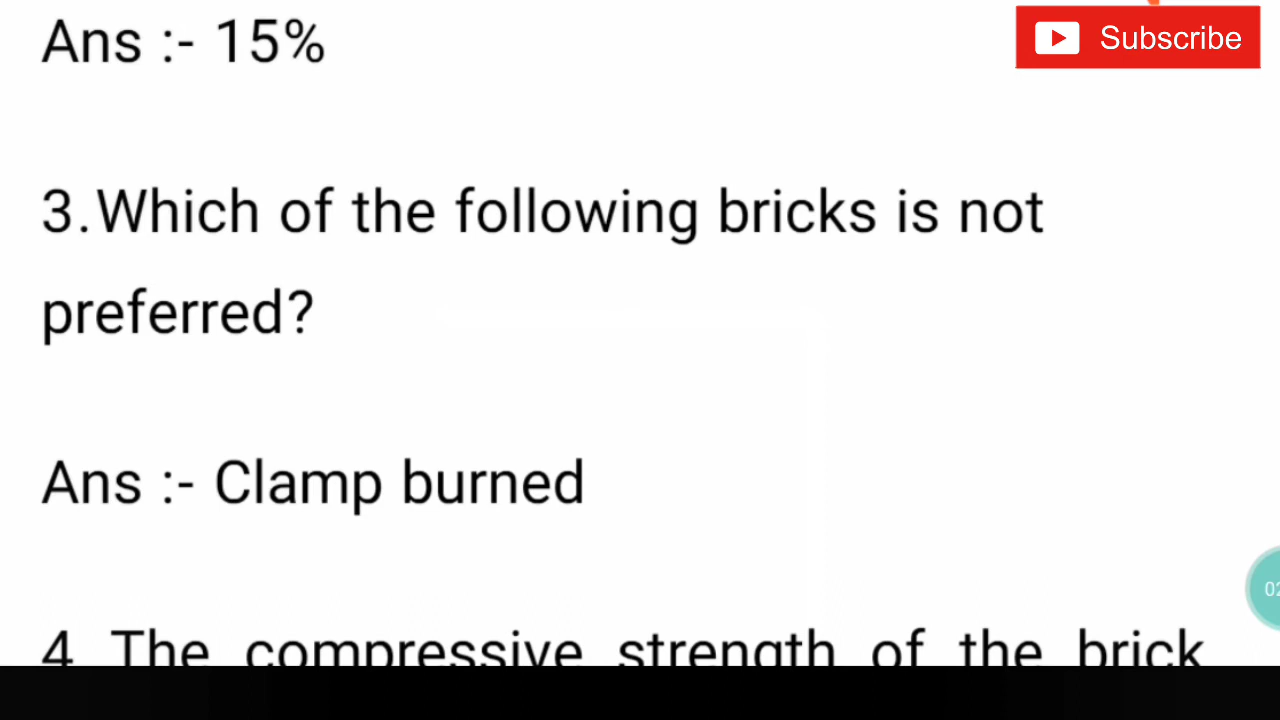 Ans :- 15%
Subscribe
3.Which of the following bricks is not
preferred?
Ans :- Clamp burned
4. The compressive strength of the brick